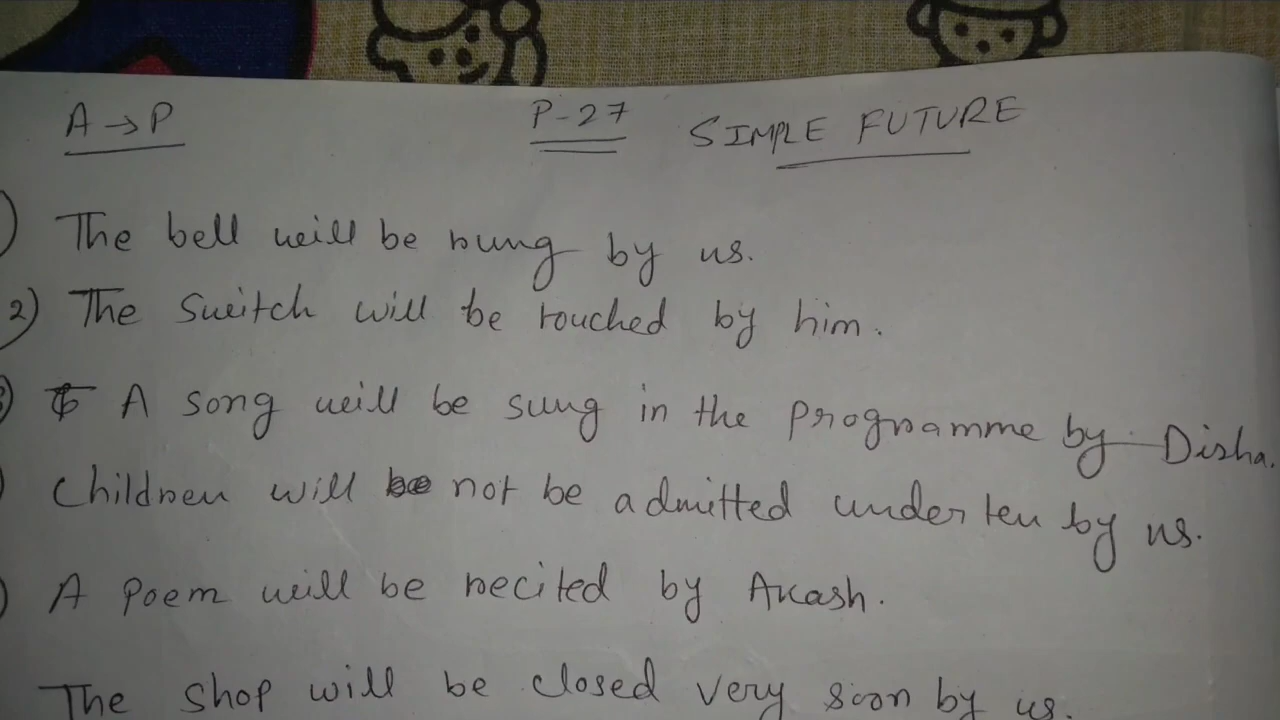 A → P P-27 SIMPLE FUTURE
) The bell will be rung by us.
2) The Switch will be touched by him.
3) A song will be sung in the programme by Disha.
) Children will not be admitted under ten by us.
) A poem will be recited by Akash.
The shop will be closed very soon by us.